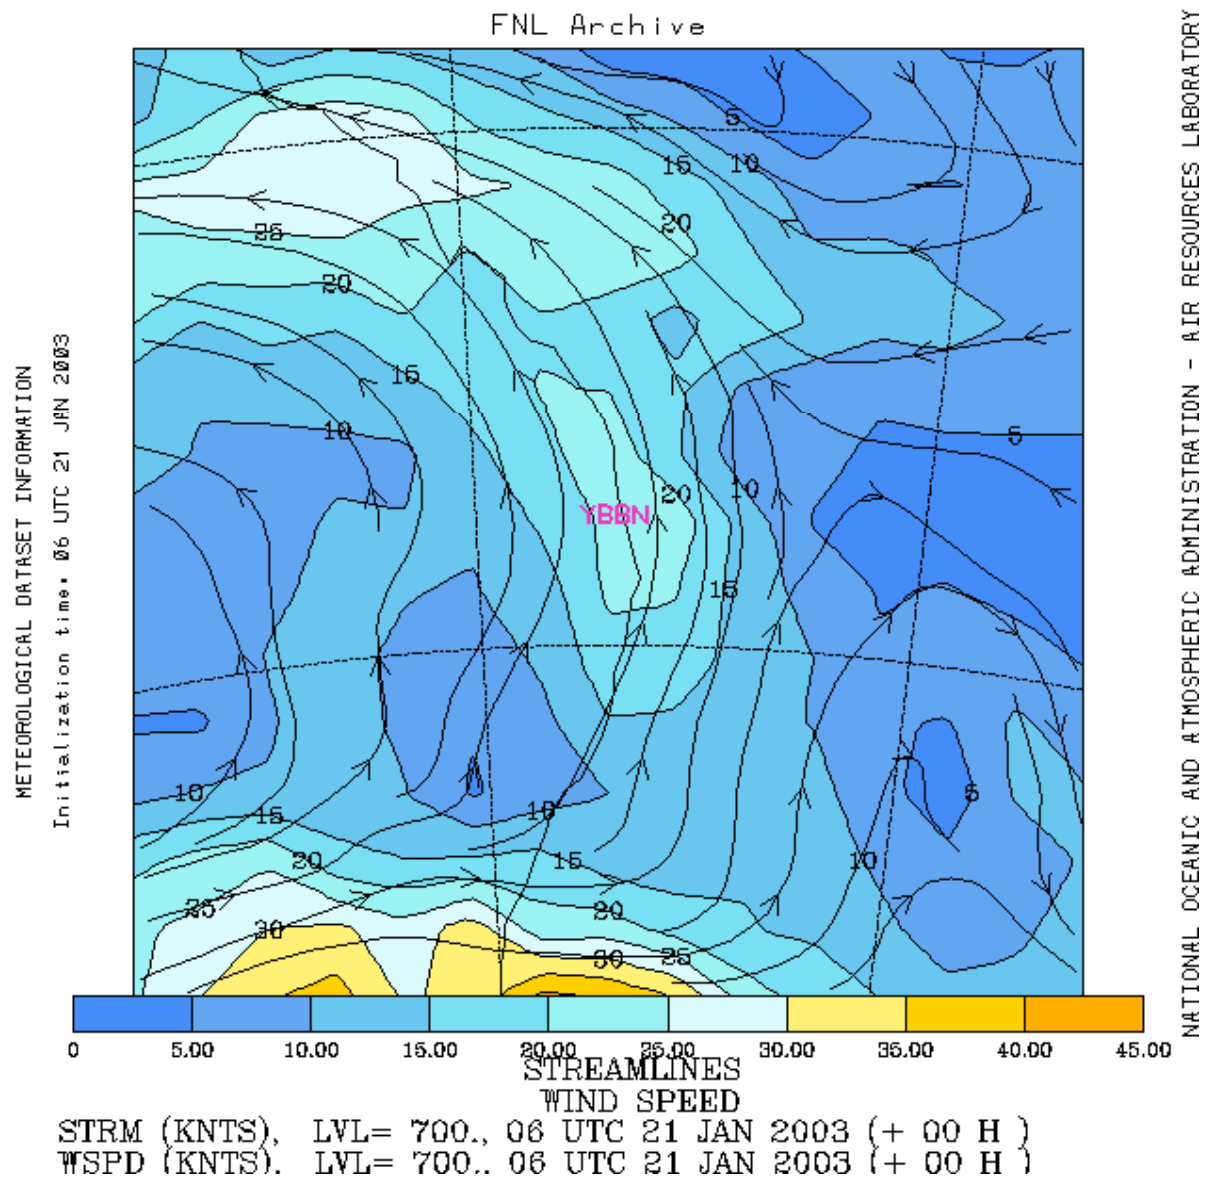 FNL Archive
METEOROLOGICAL DATASET INFORMATION
Initialization time: 06 UTC 21 JAN 2003
NATIONAL OCEANIC AND ATMOSPHERIC ADMINISTRATION - AIR RESOURCES LABORATORY
5
15
10
20
25
20
15
10
5
20
10
YBBN
15
10
5
15
10
20
15
10
25
20
30
25
30
0 5.00 10.00 15.00 20.00 25.00 30.00 35.00 40.00 45.00
STREAMLINES
WIND SPEED
STRM (KNTS), LVL= 700., 06 UTC 21 JAN 2003 (+ 00 H )
WSPD (KNTS), LVL= 700., 06 UTC 21 JAN 2003 (+ 00 H )